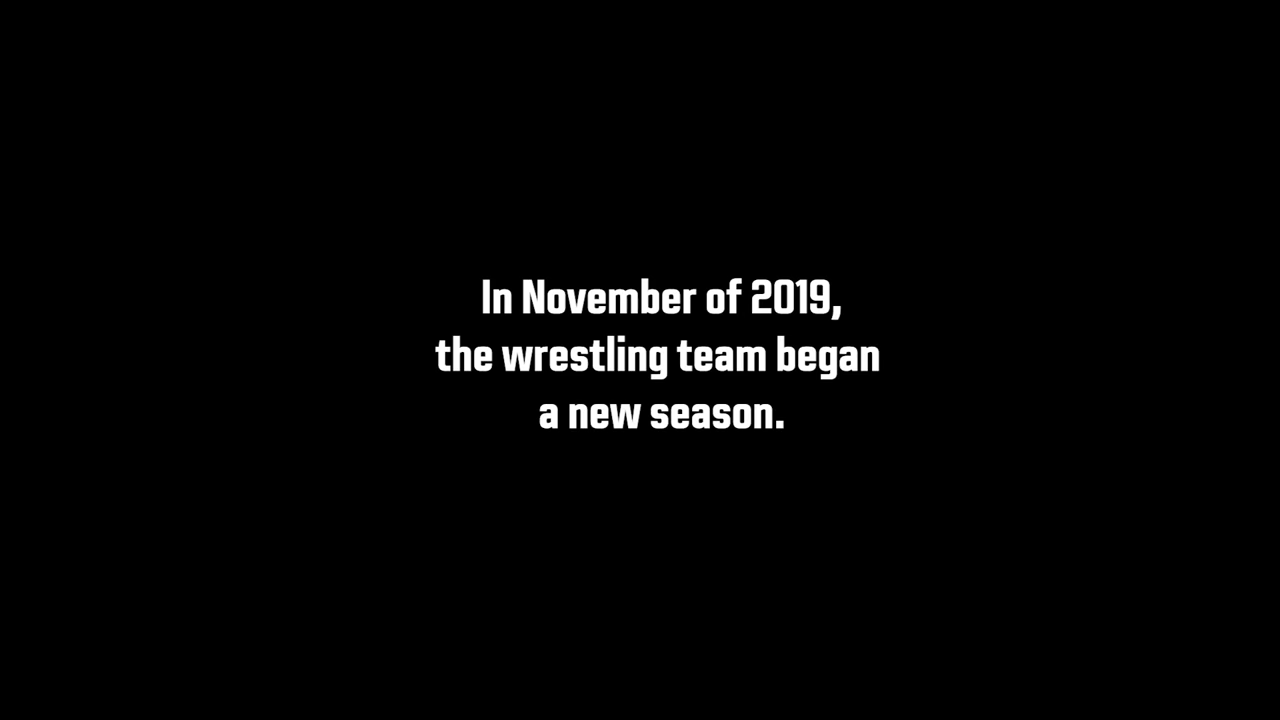 In November of 2019,
the wrestling team began
a new season.